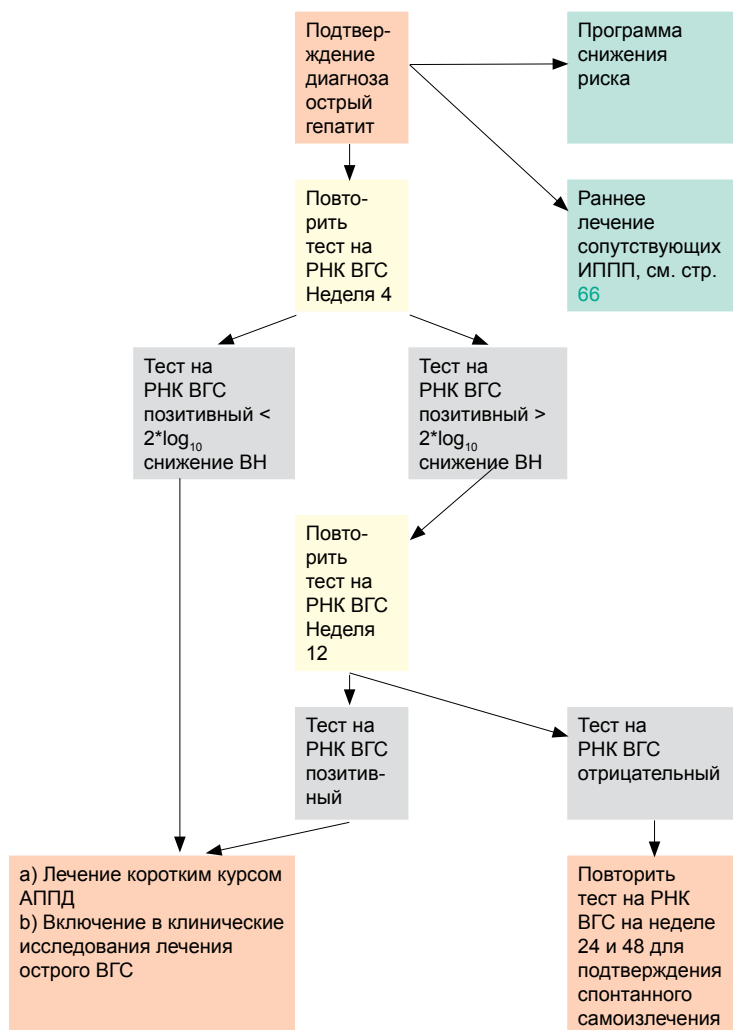 Подтвер-
ждение
диагноза
острый
гепатит
Программа
снижения
риска
Повто-
рить
тест на
РНК ВГС
Неделя 4
Раннее
лечение
сопутствующих
ИППП, см. стр.
66
Тест на
РНК ВГС
позитивный <
2*log10
снижение ВН
Тест на
РНК ВГС
позитивный >
2*log10
снижение ВН
Повто-
рить
тест на
РНК ВГС
Неделя
12
Тест на
РНК ВГС
позитив-
ный
Тест на
РНК ВГС
отрицательный
a) Лечение коротким курсом
АППД
b) Включение в клинические
исследования лечения
острого ВГС
Повторить
тест на РНК
ВГС на неделе
24 и 48 для
подтверждения
спонтанного
самоизлечения